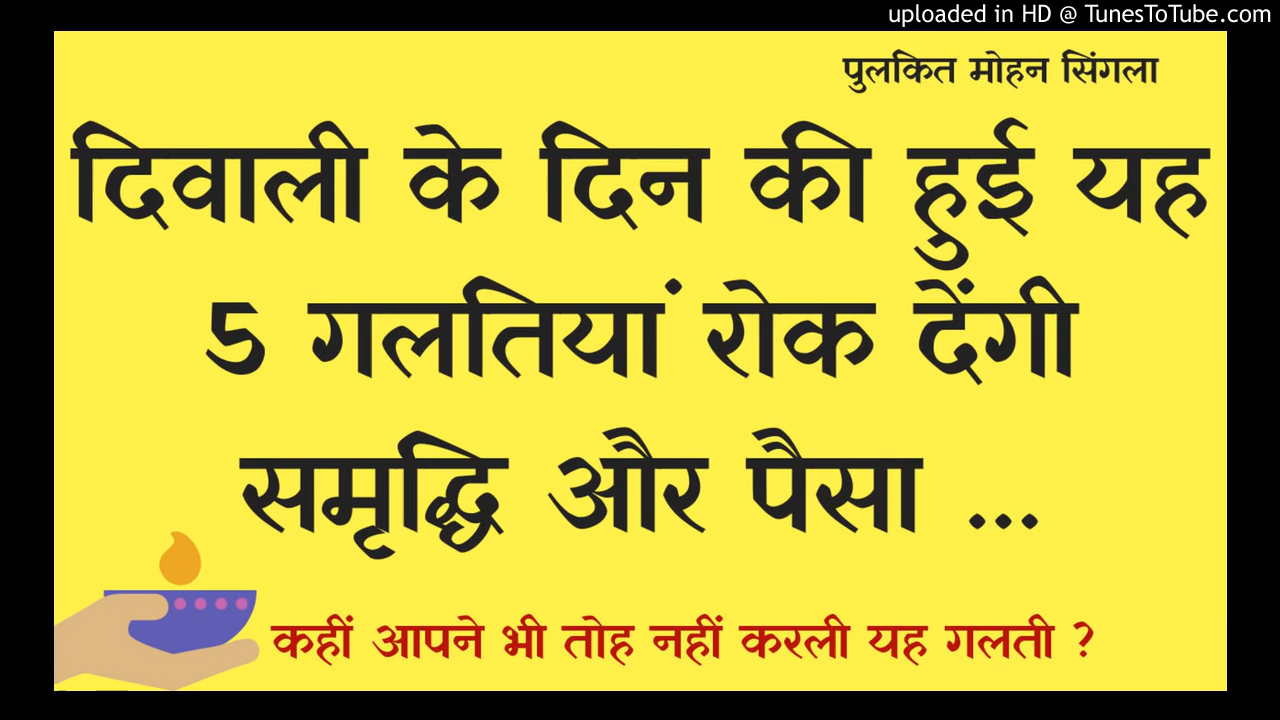 uploaded in HD @ TunesToTube.com
पुलकित मोहन सिंगला
दिवाली के दिन की हुई यह
5 गलतियां रोक देंगी
समृद्धि और पैसा ...
कहीं आपने भी तोह नहीं करली यह गलती ?